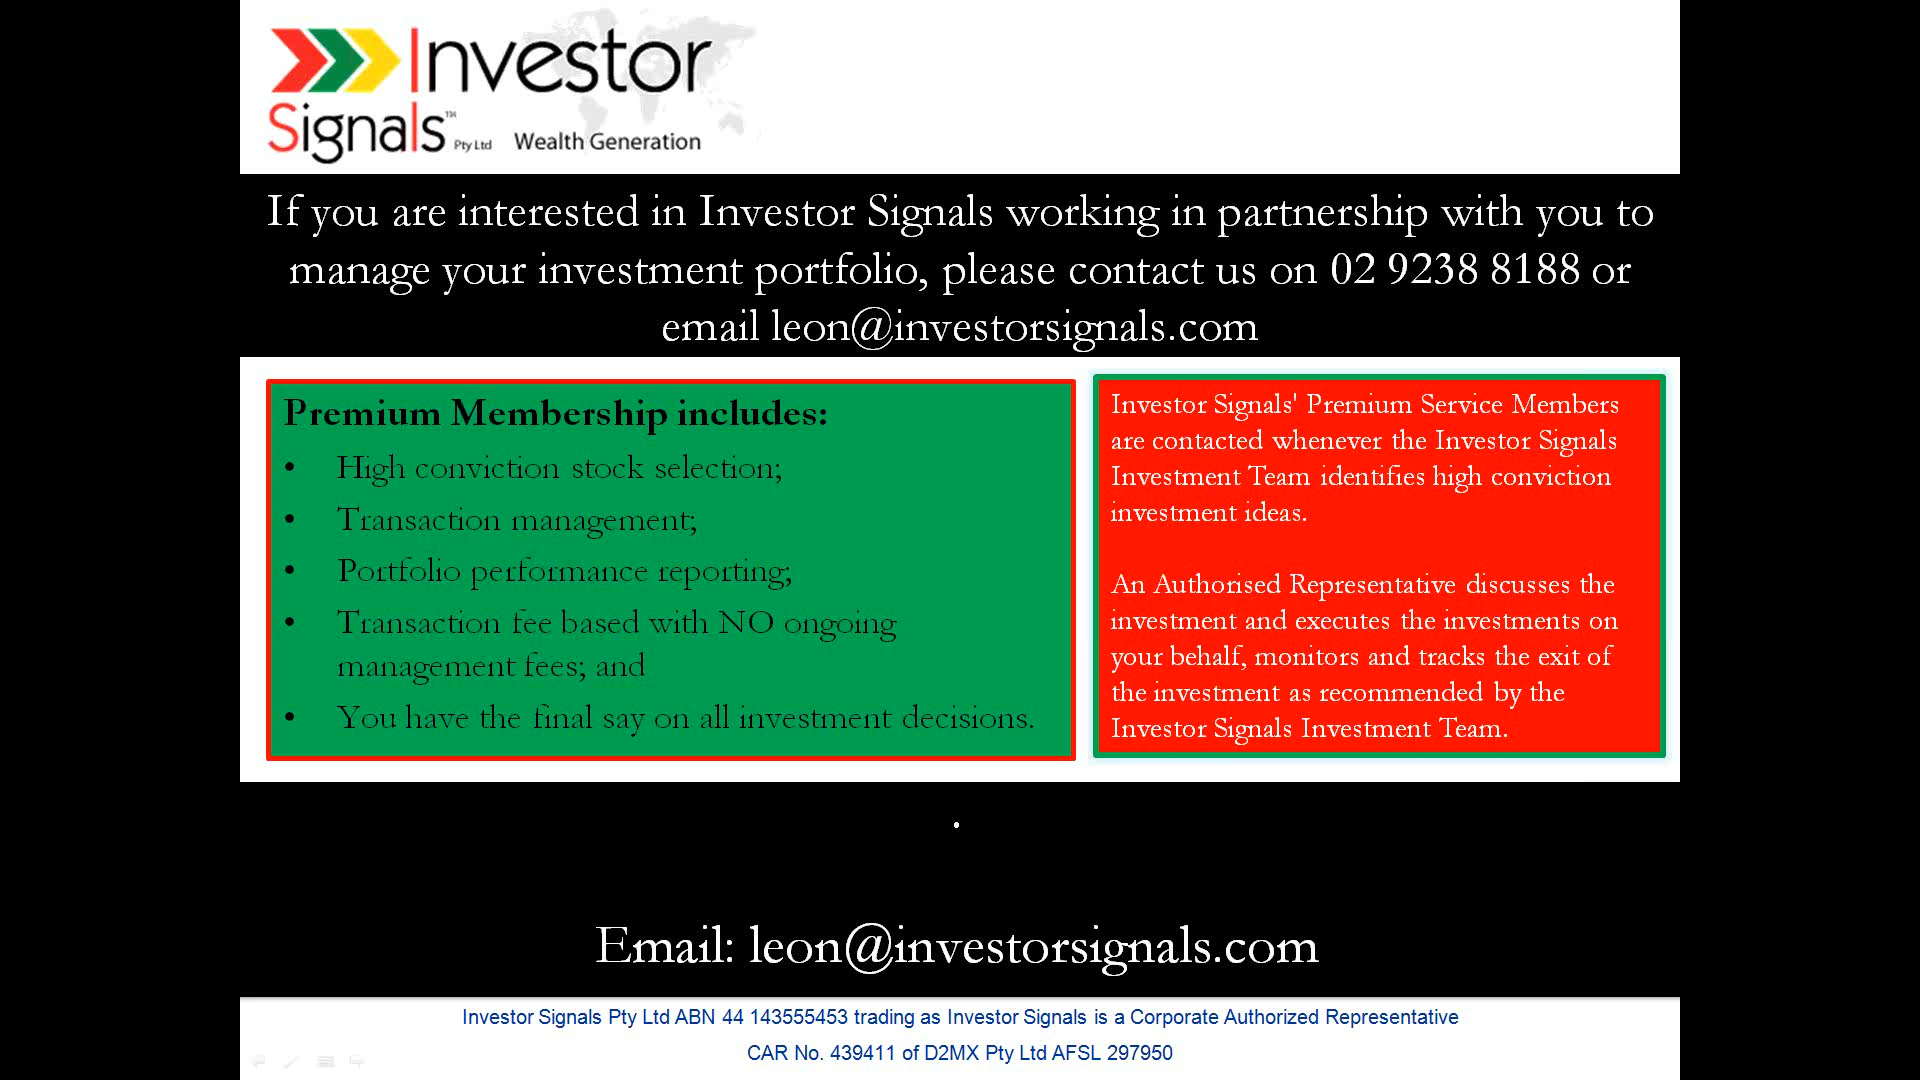 Investor
Signals™ Pty Ltd Wealth Generation
If you are interested in Investor Signals working in partnership with you to
manage your investment portfolio, please contact us on 02 9238 8188 or
email leon@investorsignals.com
Premium Membership includes:
• High conviction stock selection;
• Transaction management;
• Portfolio performance reporting;
• Transaction fee based with NO ongoing
management fees; and
• You have the final say on all investment decisions.
Investor Signals' Premium Service Members
are contacted whenever the Investor Signals
Investment Team identifies high conviction
investment ideas.
An Authorised Representative discusses the
investment and executes the investments on
your behalf, monitors and tracks the exit of
the investment as recommended by the
Investor Signals Investment Team.
.
Email: leon@investorsignals.com
Investor Signals Pty Ltd ABN 44 143555453 trading as Investor Signals is a Corporate Authorized Representative
CAR No. 439411 of D2MX Pty Ltd AFSL 297950